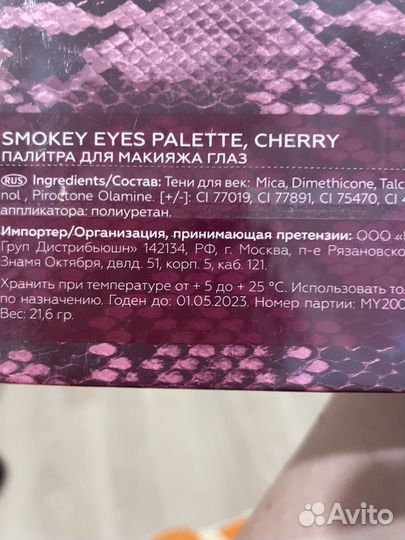 SMOKEY EYES PALETTE, CHERRY
ПАЛИТРА ДЛЯ МАКИЯЖА ГЛАЗ
RUS Ingredients/Состав: Тени для век: Mica, Dimethicone, Talc
nol , Piroctone Olamine. [+/-]: CI 77019, CI 77891, CI 75470, CI 4
аппликатора: полиуретан.
Импортер/Организация, принимающая претензии: ООО
Груп Дистрибьюшн» 142134, РФ, г. Москва, п-е Рязановское
Знамя Октября, двлд. 51, корп. 5, каб. 121.
Хранить при температуре от + 5 до + 25 °C. Использовать то
по назначению. Годен до: 01.05.2023. Номер партии: MY200
Вес: 21,6 гр.
Avito